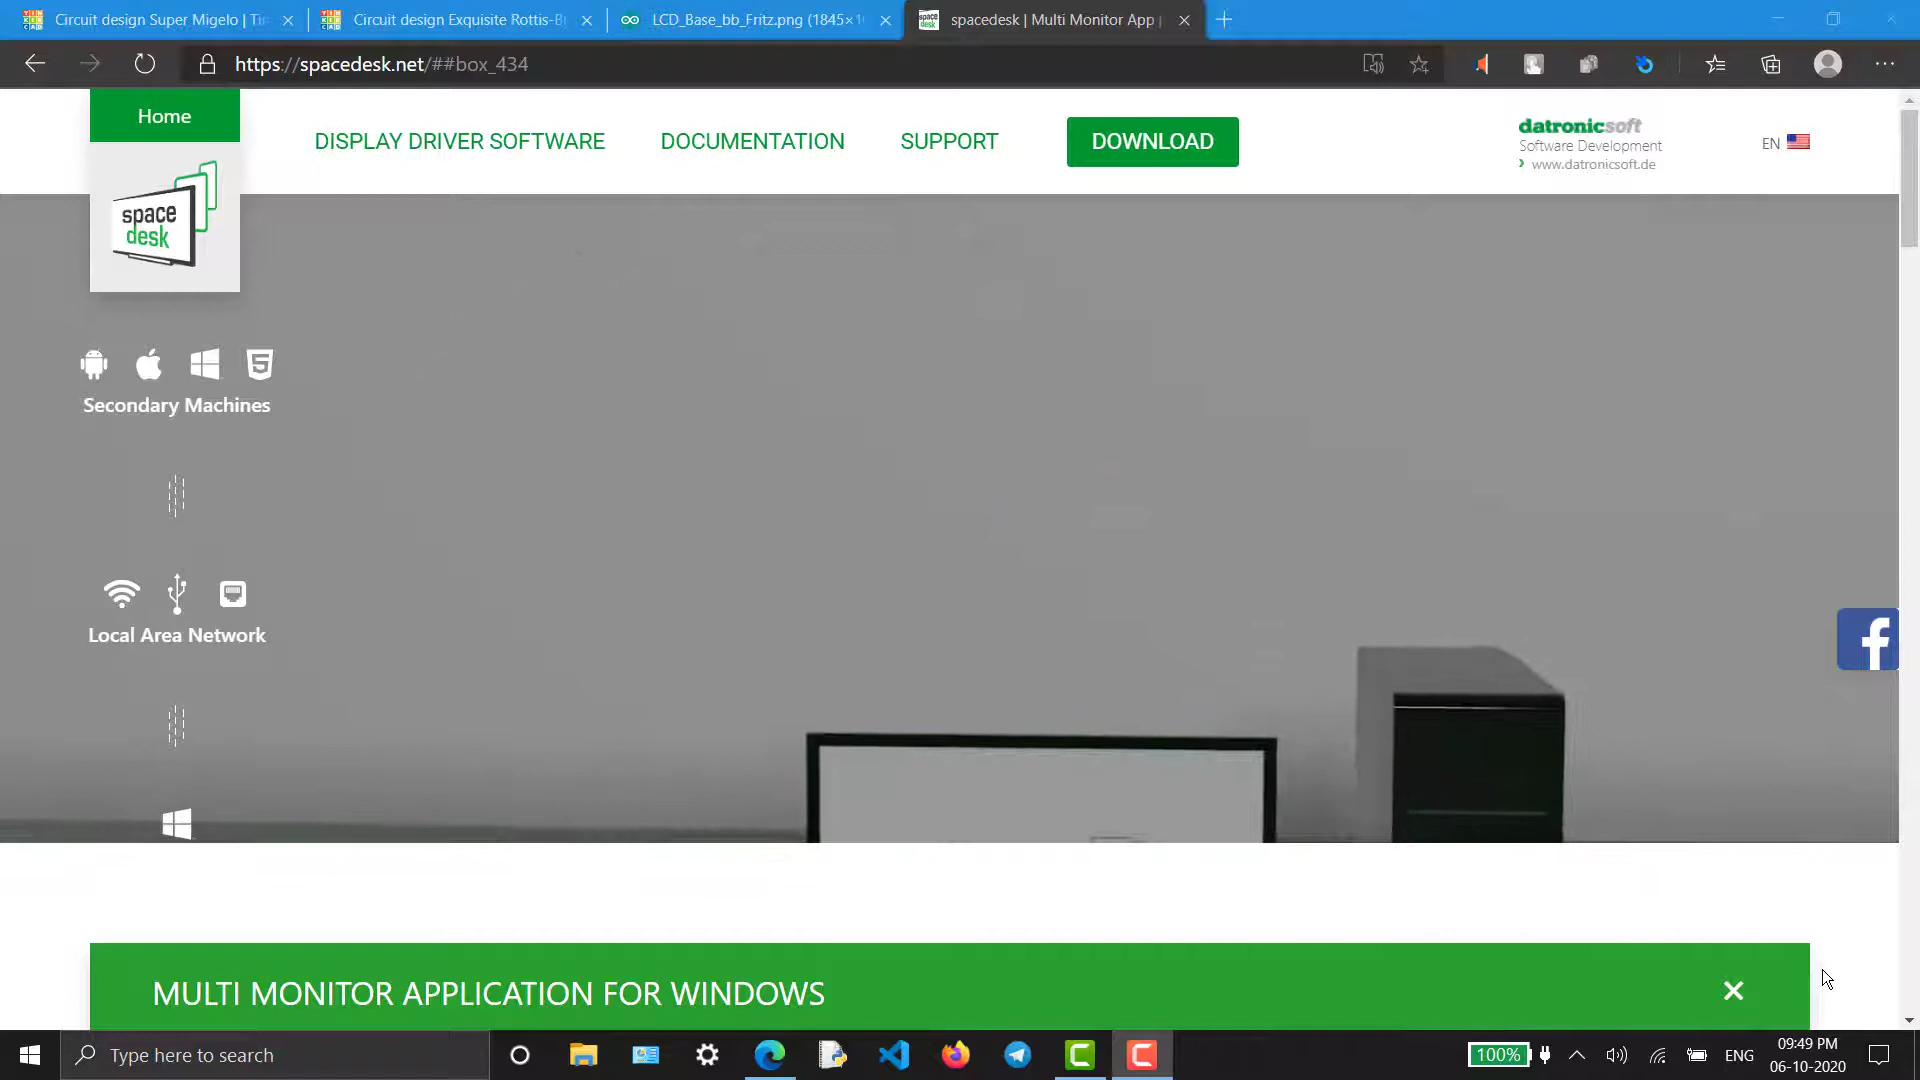 Circuit design Super Migelo | Tin
Circuit design Exquisite Rottis-B
LCD_Base_bb_Fritz.png (1845×1
spacedesk | Multi Monitor App |
https://spacedesk.net/##box_434
Home
DISPLAY DRIVER SOFTWARE
DOCUMENTATION
SUPPORT
DOWNLOAD
datronicsoft
Software Development
www.datronicsoft.de
EN
space
desk
Secondary Machines
Local Area Network
MULTI MONITOR APPLICATION FOR WINDOWS
Type here to search
100%
ENG
09:49 PM
06-10-2020